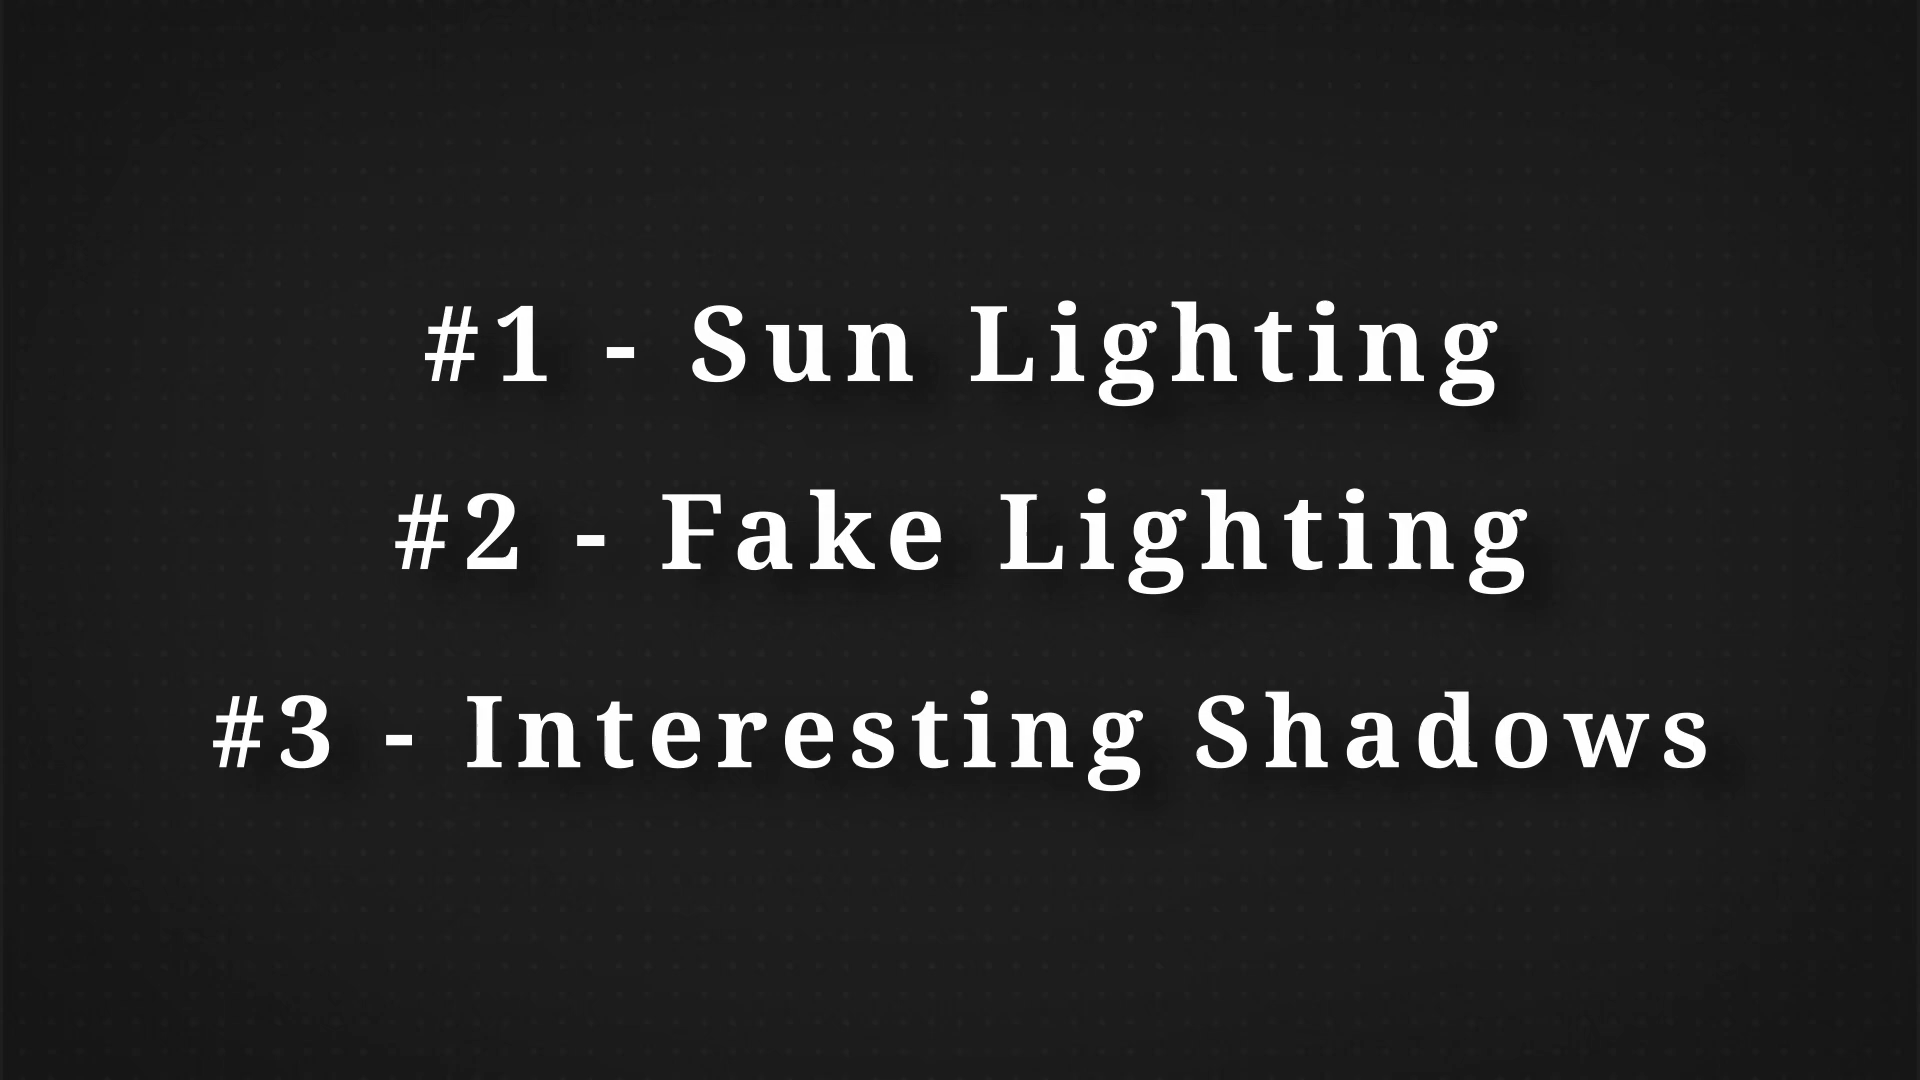 #1 - Sun Lighting
#2 - Fake Lighting
#3 - Interesting Shadows